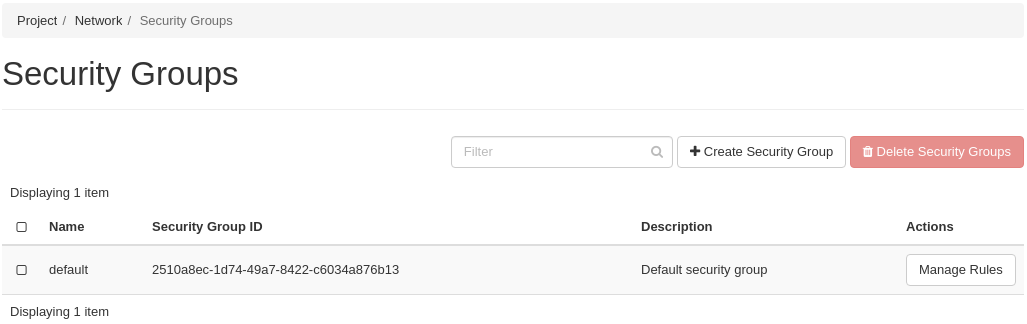 Project / Network / Security Groups
Security Groups
Filter Create Security Group Delete Security Groups
Displaying 1 item
Name Security Group ID Description Actions
default 2510a8ec-1d74-49a7-8422-c6034a876b13 Default security group Manage Rules
Displaying 1 item